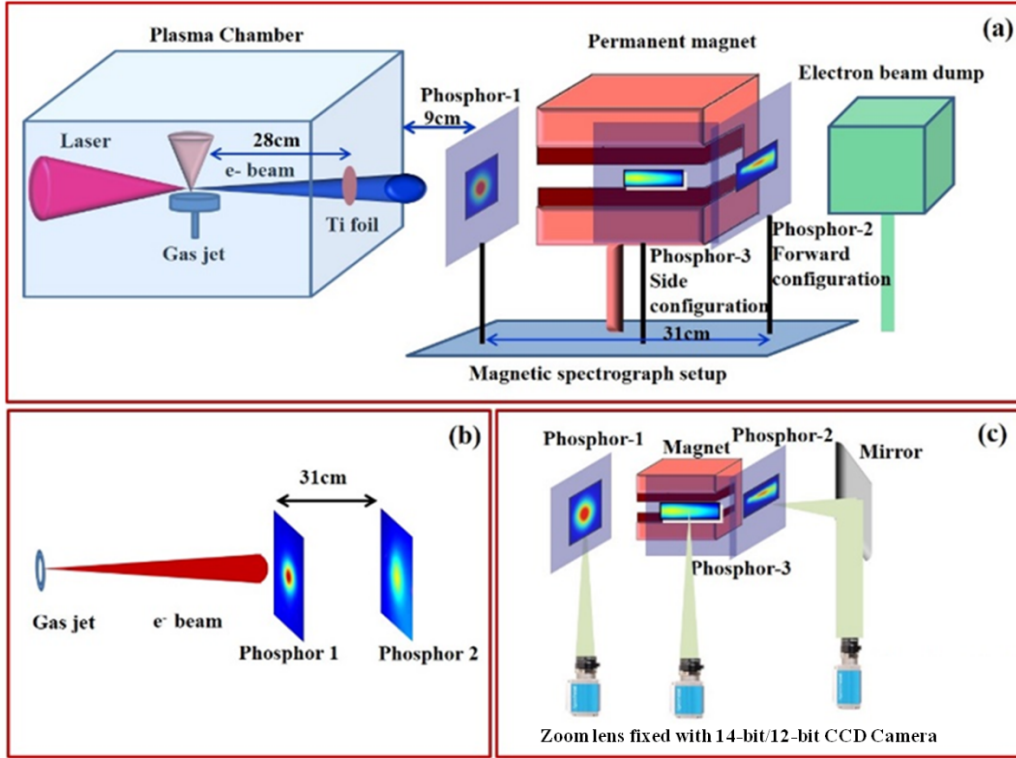 (a)
Plasma Chamber
Permanent magnet
Electron beam dump
Phosphor-1
9cm
Laser
28cm
e- beam
Ti foil
Gas jet
Phosphor-2
Forward
configuration
Phosphor-3
Side
configuration
31cm
Magnetic spectrograph setup
(b)
31cm
Gas jet
e- beam
Phosphor 1
Phosphor 2
(c)
Phosphor-1
Magnet
Phosphor-2
Mirror
Phosphor-3
Zoom lens fixed with 14-bit/12-bit CCD Camera